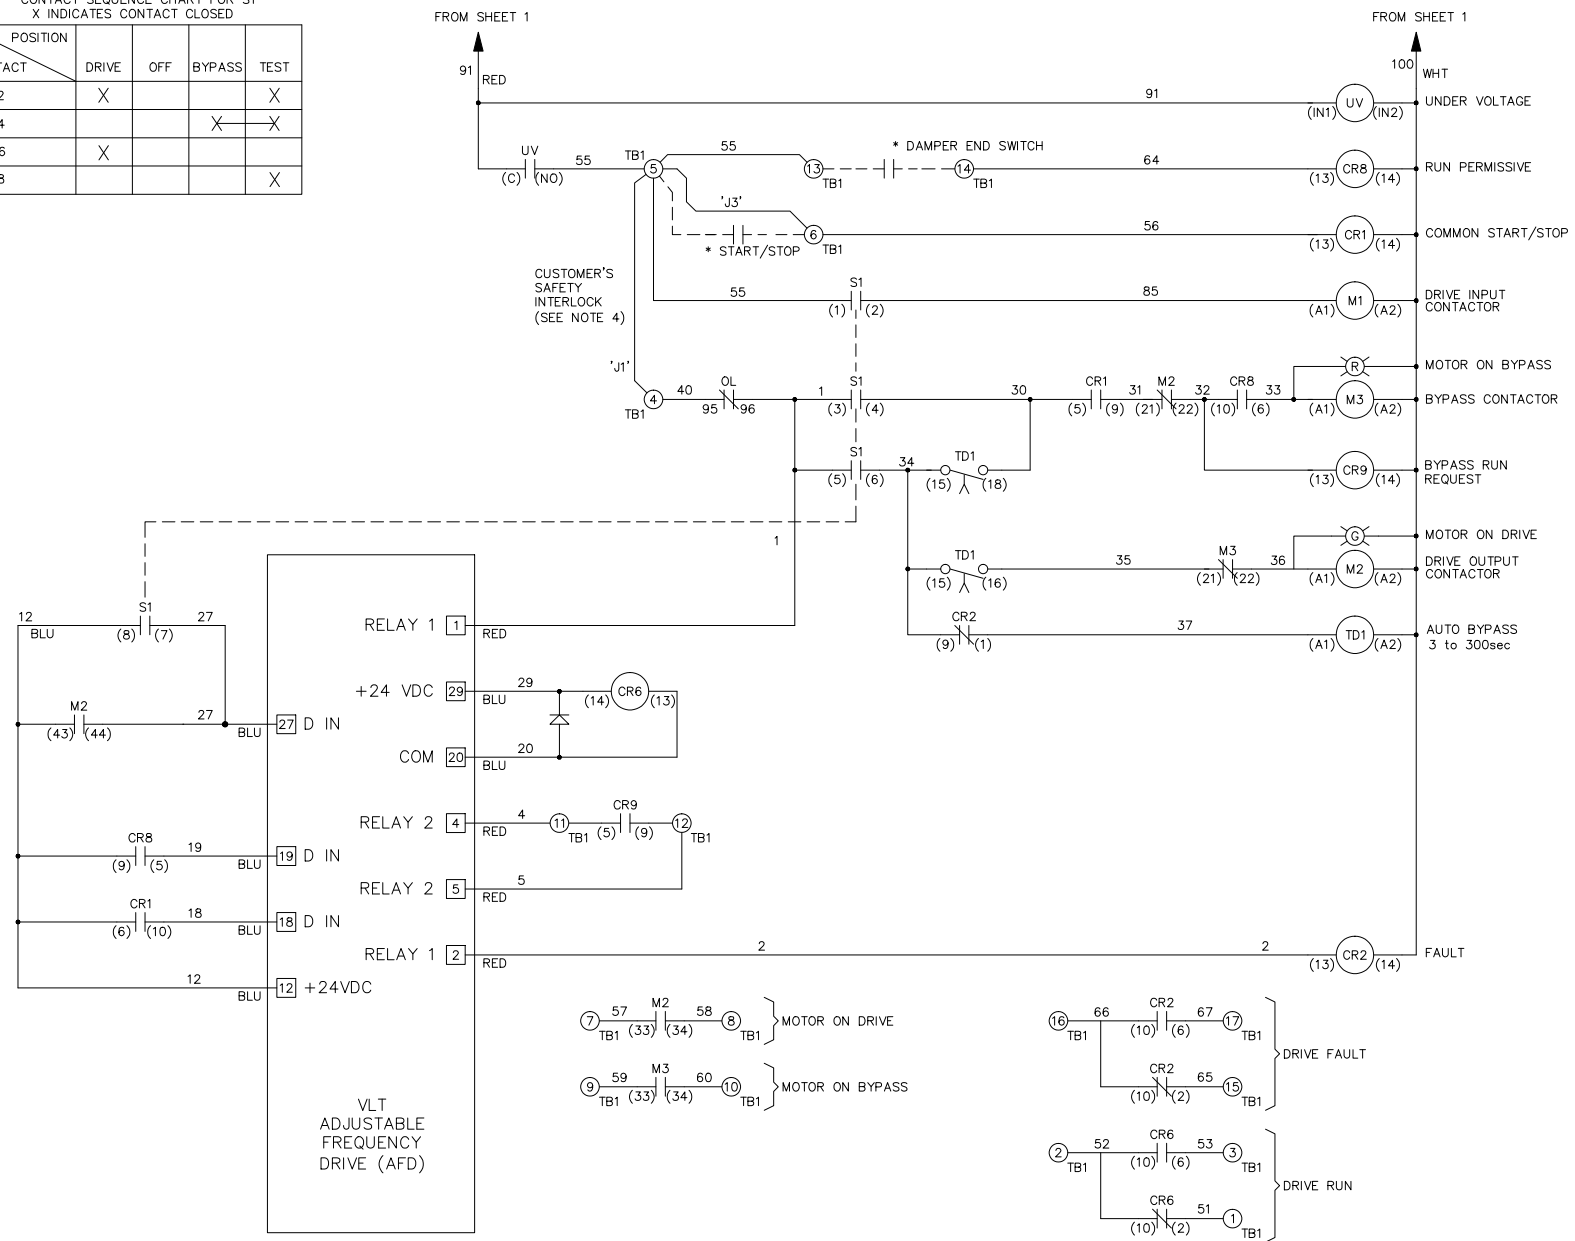 CONTACT SEQUENCE CHART FOR S1
X INDICATES CONTACT CLOSED
POSITION
DRIVE OFF BYPASS TEST
X X
X X
X
X
FROM SHEET 1
FROM SHEET 1
91 RED
100 WHT
91
(IN1) UV (IN2) UNDER VOLTAGE
UV
(C) (NO)
55
TB1 5
55
13 TB1
* DAMPER END SWITCH
14 TB1
64
(13) CR8 (14) RUN PERMISSIVE
'J3'
* START/STOP
6 TB1
56
(13) CR1 (14) COMMON START/STOP
CUSTOMER'S
SAFETY
INTERLOCK
(SEE NOTE 4)
55
S1
(1) (2)
85
(A1) M1 (A2) DRIVE INPUT
CONTACTOR
R MOTOR ON BYPASS
'J1'
TB1 4
40
OL
95 96
1
S1
(3) (4)
30
CR1
(5) (9)
31
M2
(21) (22)
32
CR8
(10) (6)
33
(A1) M3 (A2) BYPASS CONTACTOR
S1
(5) (6)
34
TD1
(15) (18)
(13) CR9 (14) BYPASS RUN
REQUEST
1
G MOTOR ON DRIVE
TD1
(15) (16)
35
M3
(21) (22)
36
(A1) M2 (A2) DRIVE OUTPUT
CONTACTOR
CR2
(9) (1)
37
(A1) TD1 (A2) AUTO BYPASS
3 to 300sec
12 BLU
S1
(8) (7)
27
RELAY 1 1 RED
+24 VDC 29 BLU
29
(14) CR6 (13)
M2
(43) (44)
27
BLU 27 D IN
COM 20 BLU
20
RELAY 2 4 RED
4
11 TB1
CR9
(5) (9)
12 TB1
CR8
(9) (5)
19
BLU 19 D IN
RELAY 2 5 RED
5
CR1
(6) (10)
18
BLU 18 D IN
RELAY 1 2 RED
2
2
(13) CR2 (14) FAULT
12
BLU 12 +24VDC
7 TB1
57
M2
(33) (34)
58
8 TB1
MOTOR ON DRIVE
9 TB1
59
M3
(33) (34)
60
10 TB1
MOTOR ON BYPASS
16 TB1
66
CR2
(10) (6)
67
17 TB1
DRIVE FAULT
CR2
(10) (2)
65
15 TB1
VLT
ADJUSTABLE
FREQUENCY
DRIVE (AFD)
2 TB1
52
CR6
(10) (6)
53
3 TB1
DRIVE RUN
CR6
(10) (2)
51
1 TB1